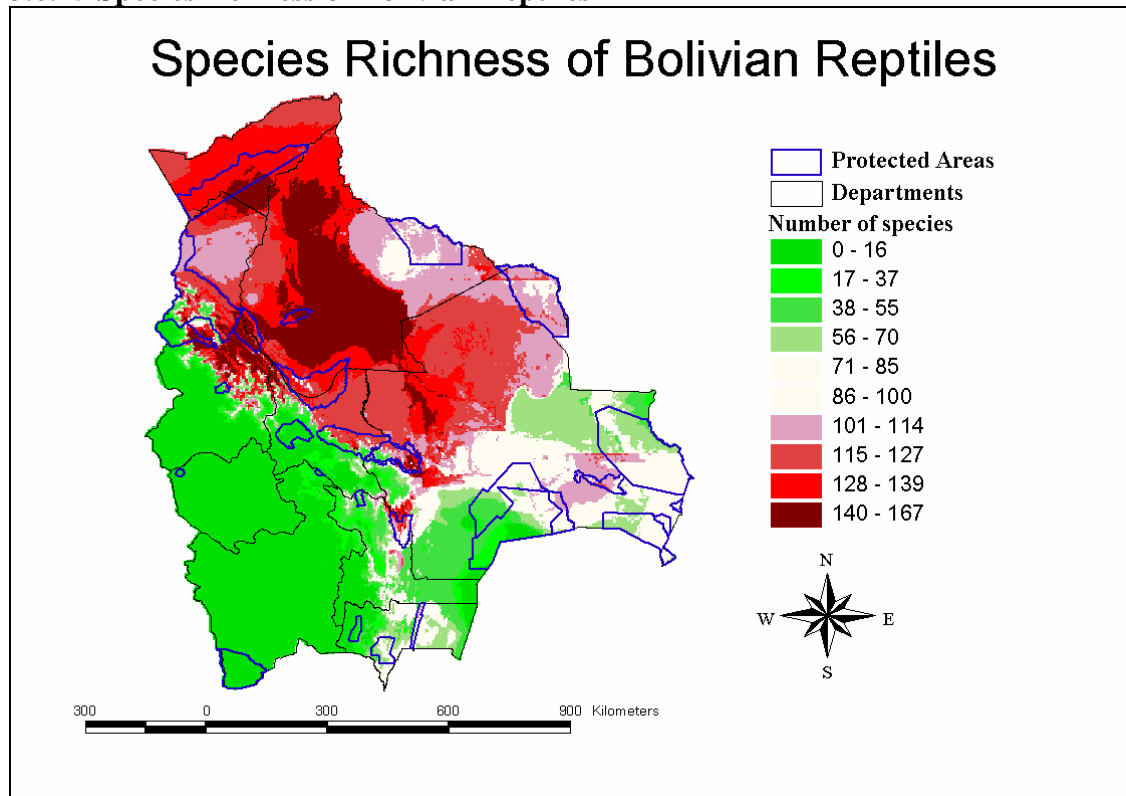 Species Richness of Bolivian Reptiles
Protected Areas
Departments
Number of species
0 - 16
17 - 37
38 - 55
56 - 70
71 - 85
86 - 100
101 - 114
115 - 127
128 - 139
140 - 167
N
W E
S
300 0 300 600 900 Kilometers